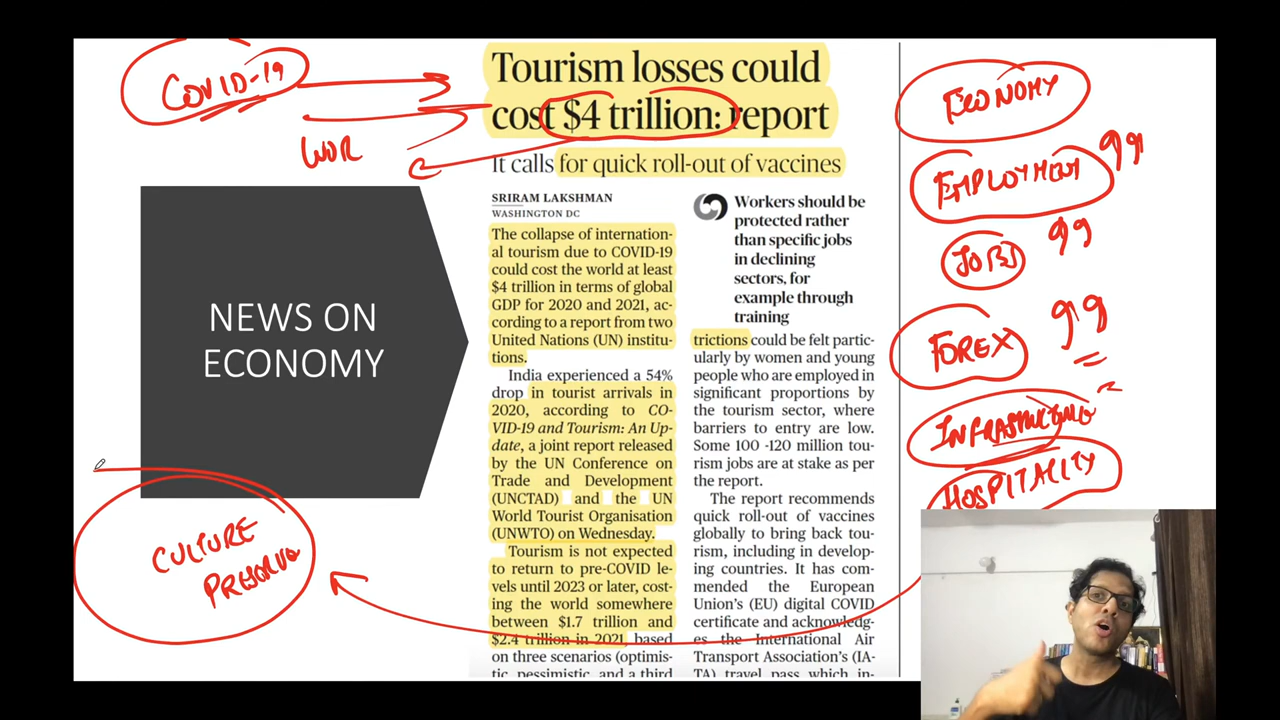 COVID-19
WOR
NEWS ON
ECONOMY
CULTURE
Tourism losses could
cost $4 trillion: report
It calls for quick roll-out of vaccines
SRIRAM LAKSHMAN
WASHINGTON DC
The collapse of internation-
al tourism due to COVID-19
could cost the world at least
$4 trillion in terms of global
GDP for 2020 and 2021, ac-
cording to a report from two
United Nations (UN) institu-
tions.
India experienced a 54%
drop in tourist arrivals in
2020, according to CO-
VID-19 and Tourism: An Up-
date, a joint report released
by the UN Conference on
Trade and Development
(UNCTAD) and the UN
World Tourist Organisation
(UNWTO) on Wednesday.
Tourism is not expected
to return to pre-COVID le-
vels until 2023 or later, cost-
ing the world somewhere
between $1.7 trillion and
$2.4 trillion in 2021, based
on three scenarios (optimis-
tic, pessimistic, and a third
Workers should be
protected rather
than specific jobs
in declining
sectors, for
example through
training
trictions could be felt partic-
ularly by women and young
people who are employed in
significant proportions by
the tourism sector, where
barriers to entry are low.
Some 100 -120 million tou-
rism jobs are at stake as per
the report.
The report recommends
quick roll-out of vaccines
globally to bring back tou-
rism, including in develop-
ing countries. It has com-
mended the European
Union's (EU) digital COVID
certificate and acknowledg-
es the International Air
Transport Association's (IA-
TA) travel pass which in-
ECONOMY
EMPLOYMENT
JOBS
FOREX
HOSPITALITY